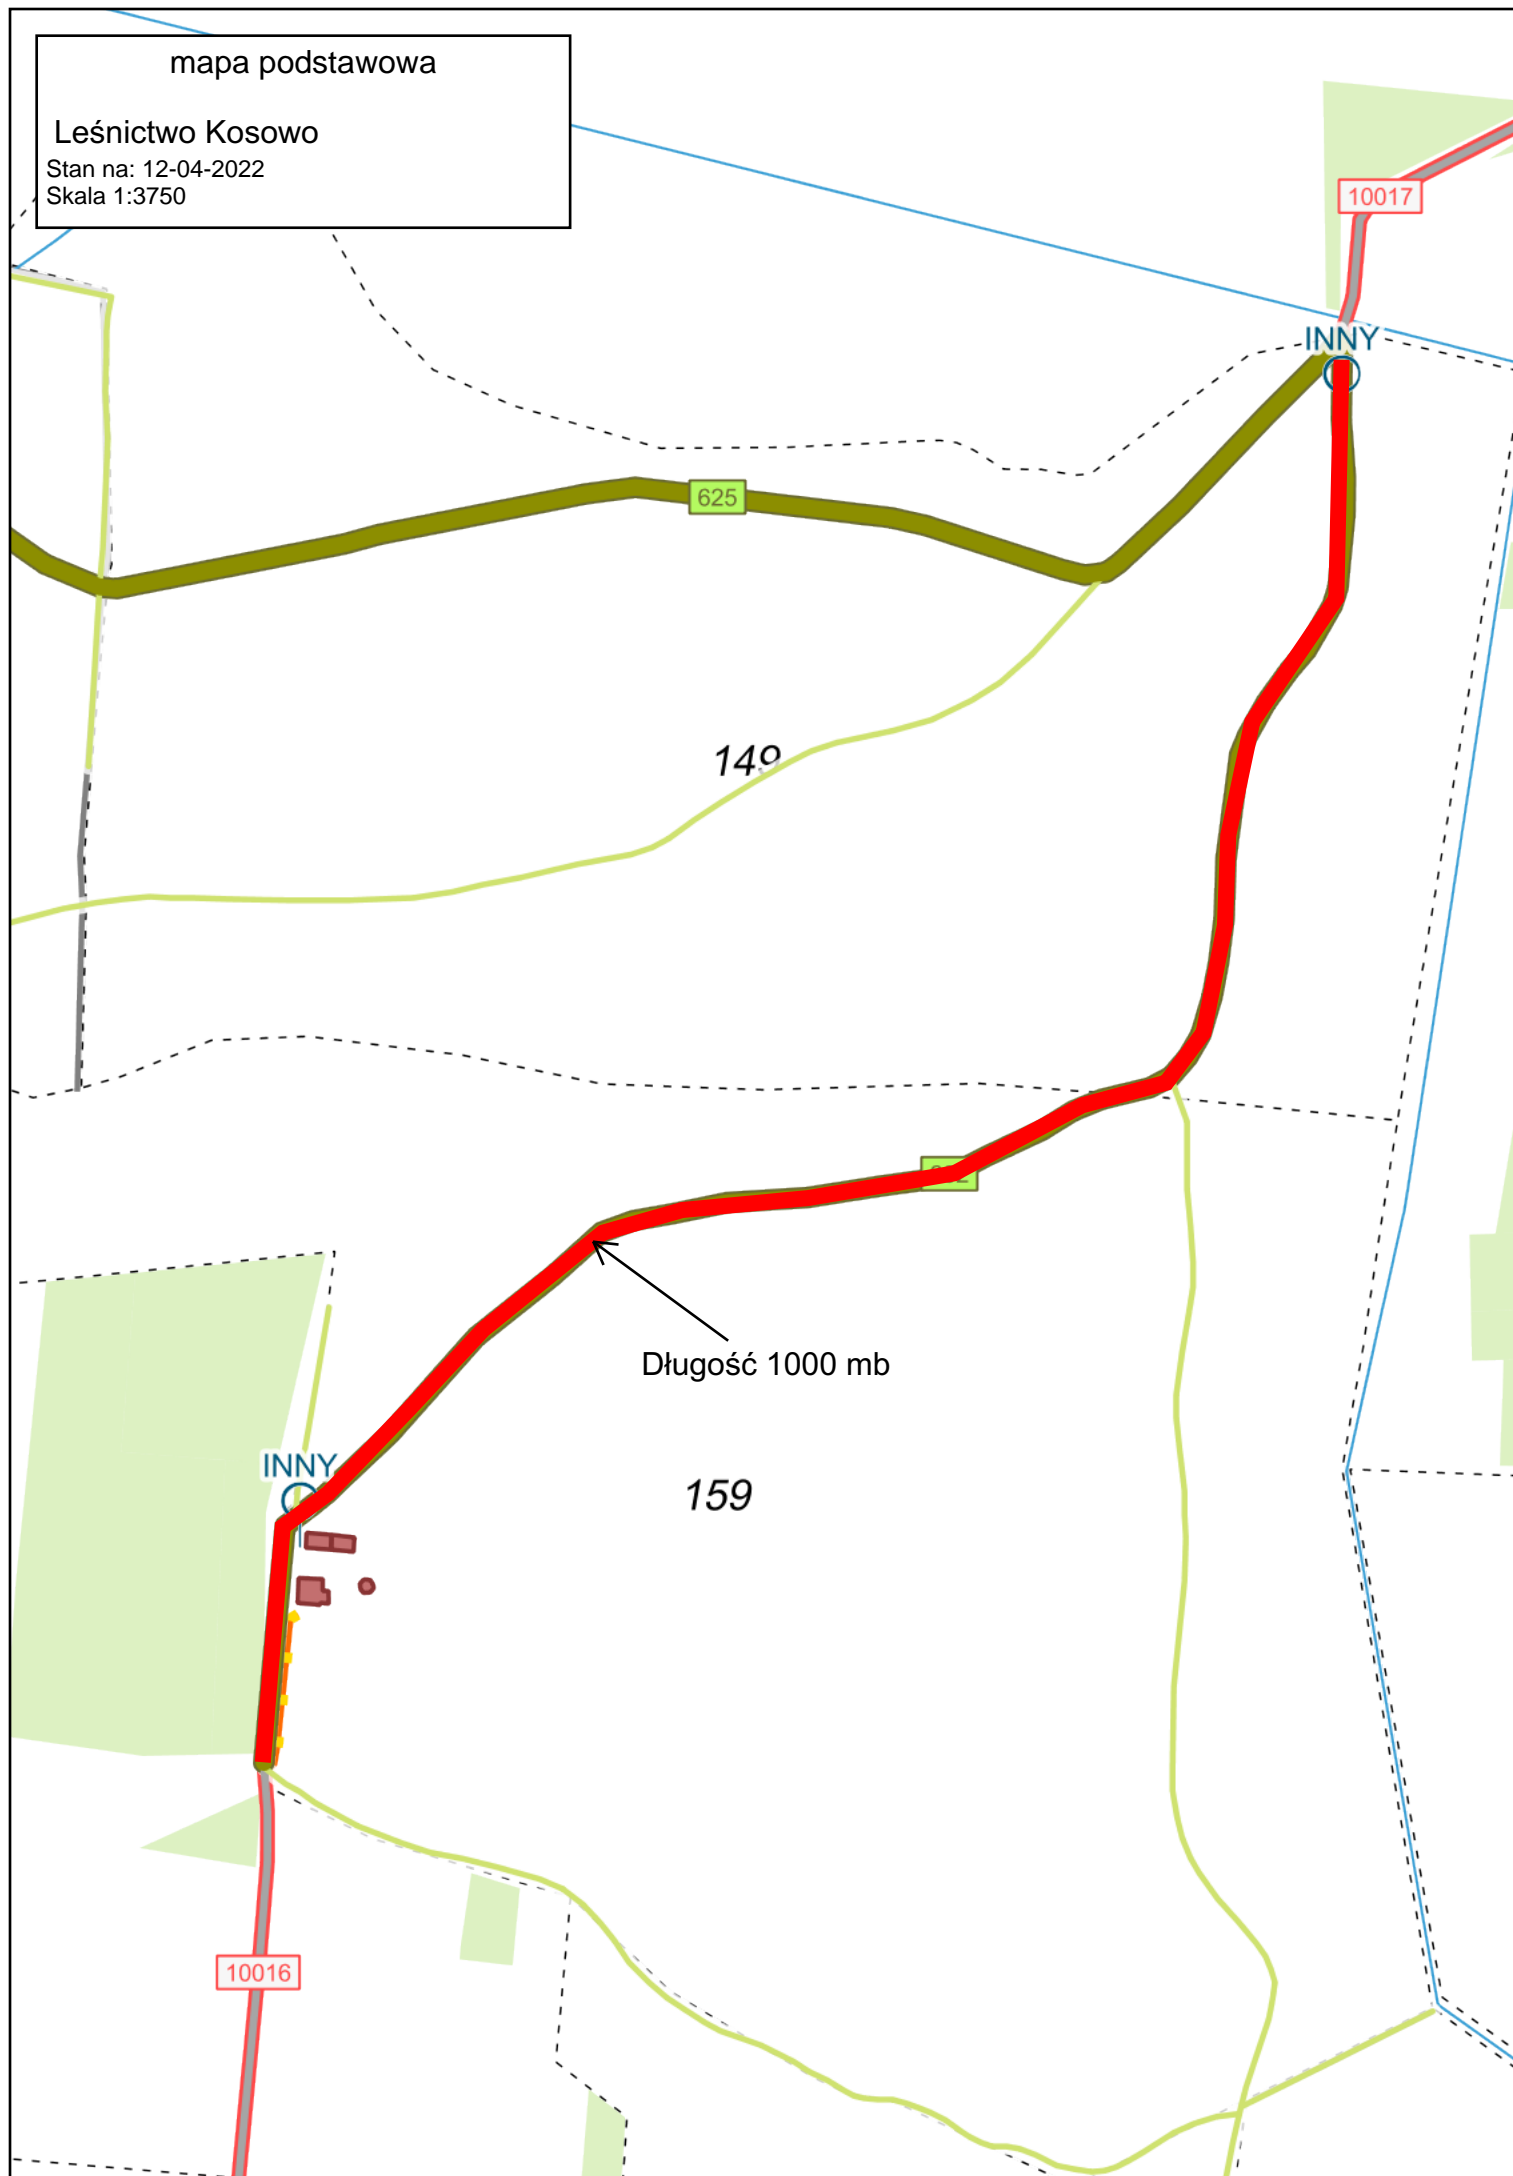 mapa podstawowa
Leśnictwo Kosowo
Stan na: 12-04-2022
Skala 1:3750
10017
INNY
625
149
Długość 1000 mb
INNY
159
10016